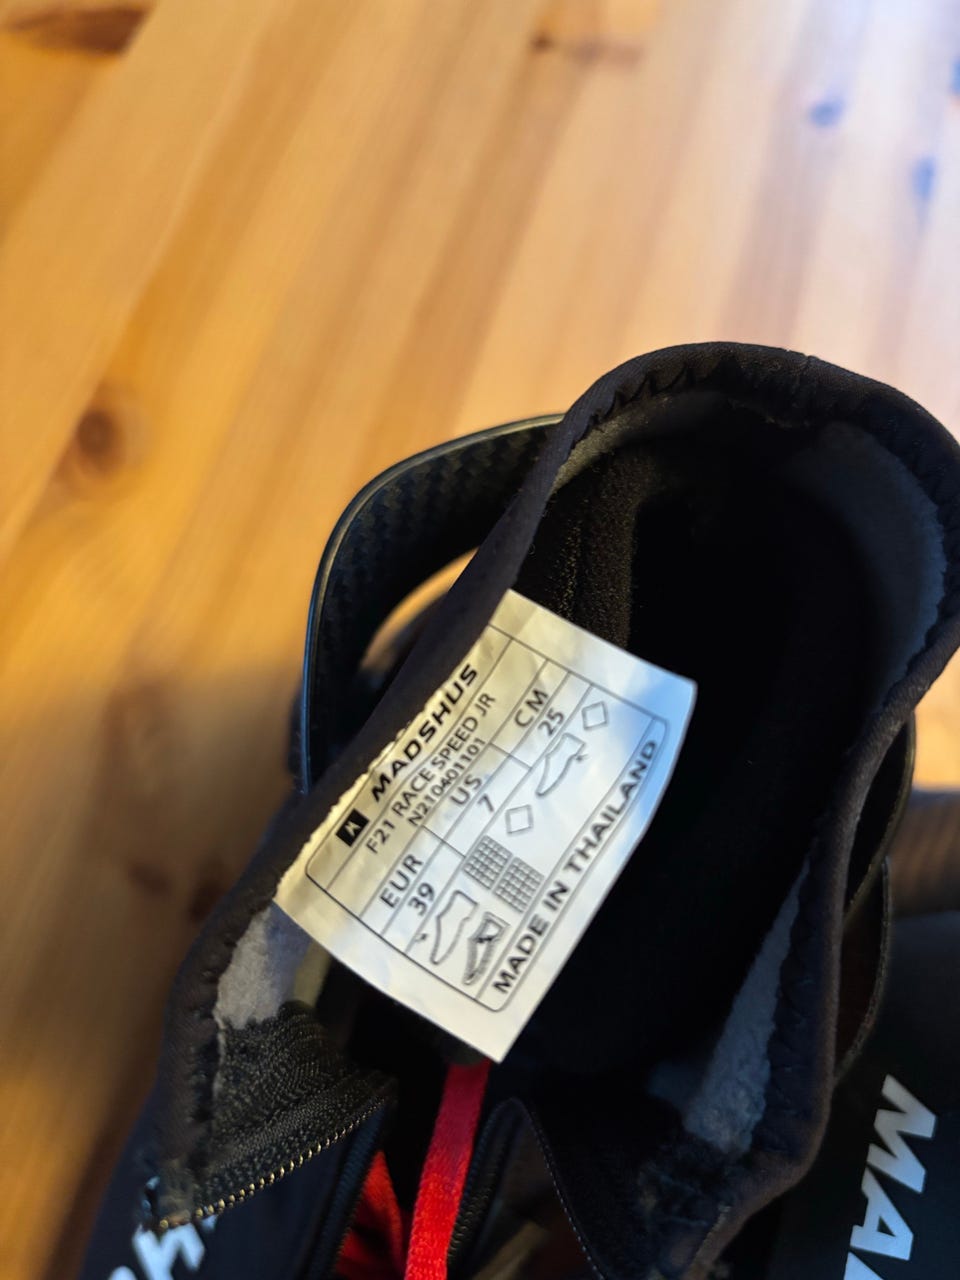 MADSHUS
F21 RACE SPEED JR
N210401101
EUR US CM
39 7 25
MADE IN THAILAND
MA